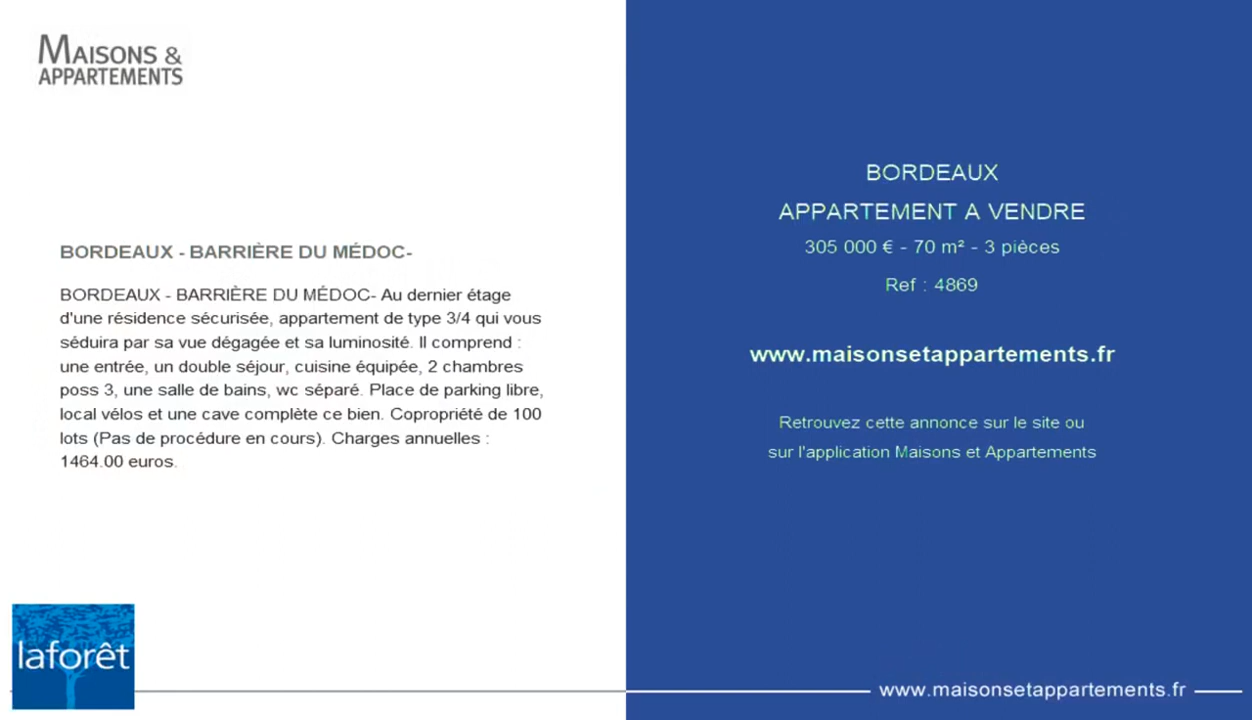 MAISONS &
APPARTEMENTS
BORDEAUX - BARRIÈRE DU MÉDOC-
BORDEAUX - BARRIÈRE DU MÉDOC- Au dernier étage
d'une résidence sécurisée, appartement de type 3/4 qui vous
séduira par sa vue dégagée et sa luminosité. Il comprend :
une entrée, un double séjour, cuisine équipée, 2 chambres
poss 3, une salle de bains, wc séparé. Place de parking libre,
local vélos et une cave complète ce bien. Copropriété de 100
lots (Pas de procédure en cours). Charges annuelles :
1464.00 euros.
laforêt
BORDEAUX
APPARTEMENT A VENDRE
305 000 € - 70 m² - 3 pièces
Ref : 4869
www.maisonsetappartements.fr
Retrouvez cette annonce sur le site ou
sur l'application Maisons et Appartements
www.maisonsetappartements.fr